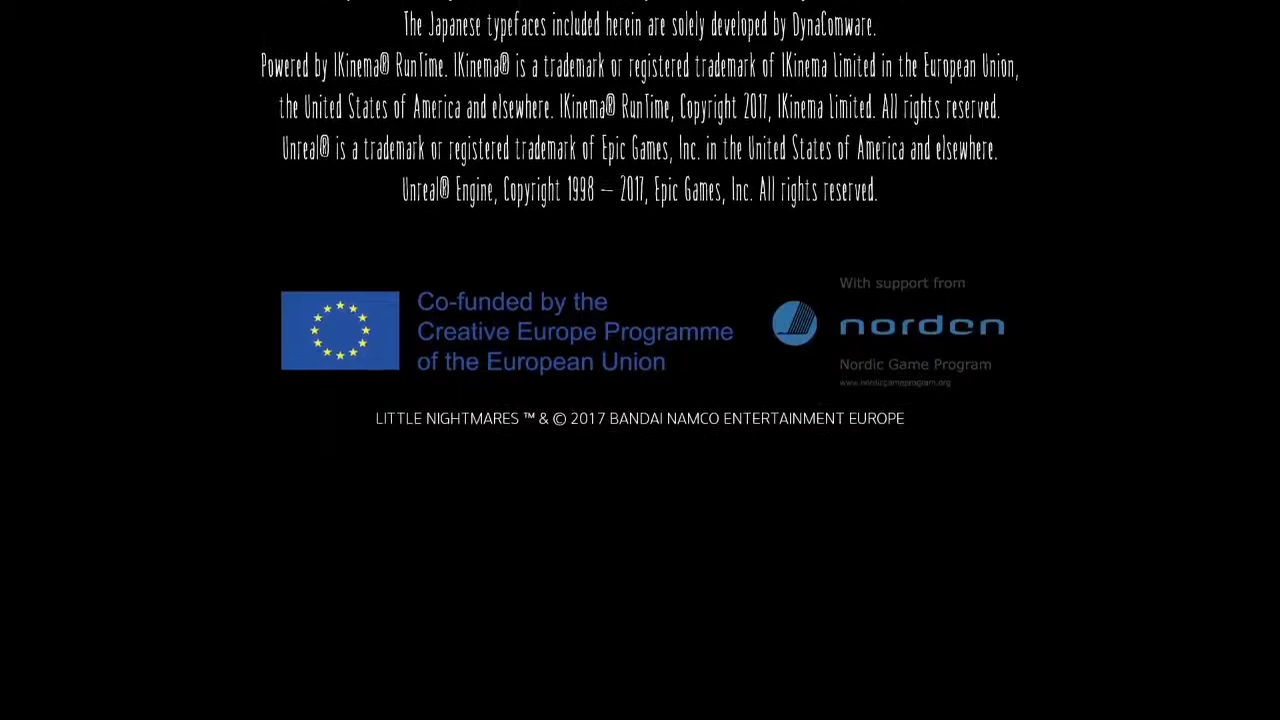 The Japanese typefaces included herein are solely developed by DynaComware.
Powered by IKinema® RunTime. IKinema® is a trademark or registered trademark of IKinema Limited in the European Union,
the United States of America and elsewhere. IKinema® RunTime, Copyright 2017, IKinema Limited. All rights reserved.
Unreal® is a trademark or registered trademark of Epic Games, Inc. in the United States of America and elsewhere.
Unreal® Engine, Copyright 1998 – 2017, Epic Games, Inc. All rights reserved.
Co-funded by the
Creative Europe Programme
of the European Union
With support from
norden
Nordic Game Program
www.nordicgameprogram.org
LITTLE NIGHTMARES ™ & © 2017 BANDAI NAMCO ENTERTAINMENT EUROPE